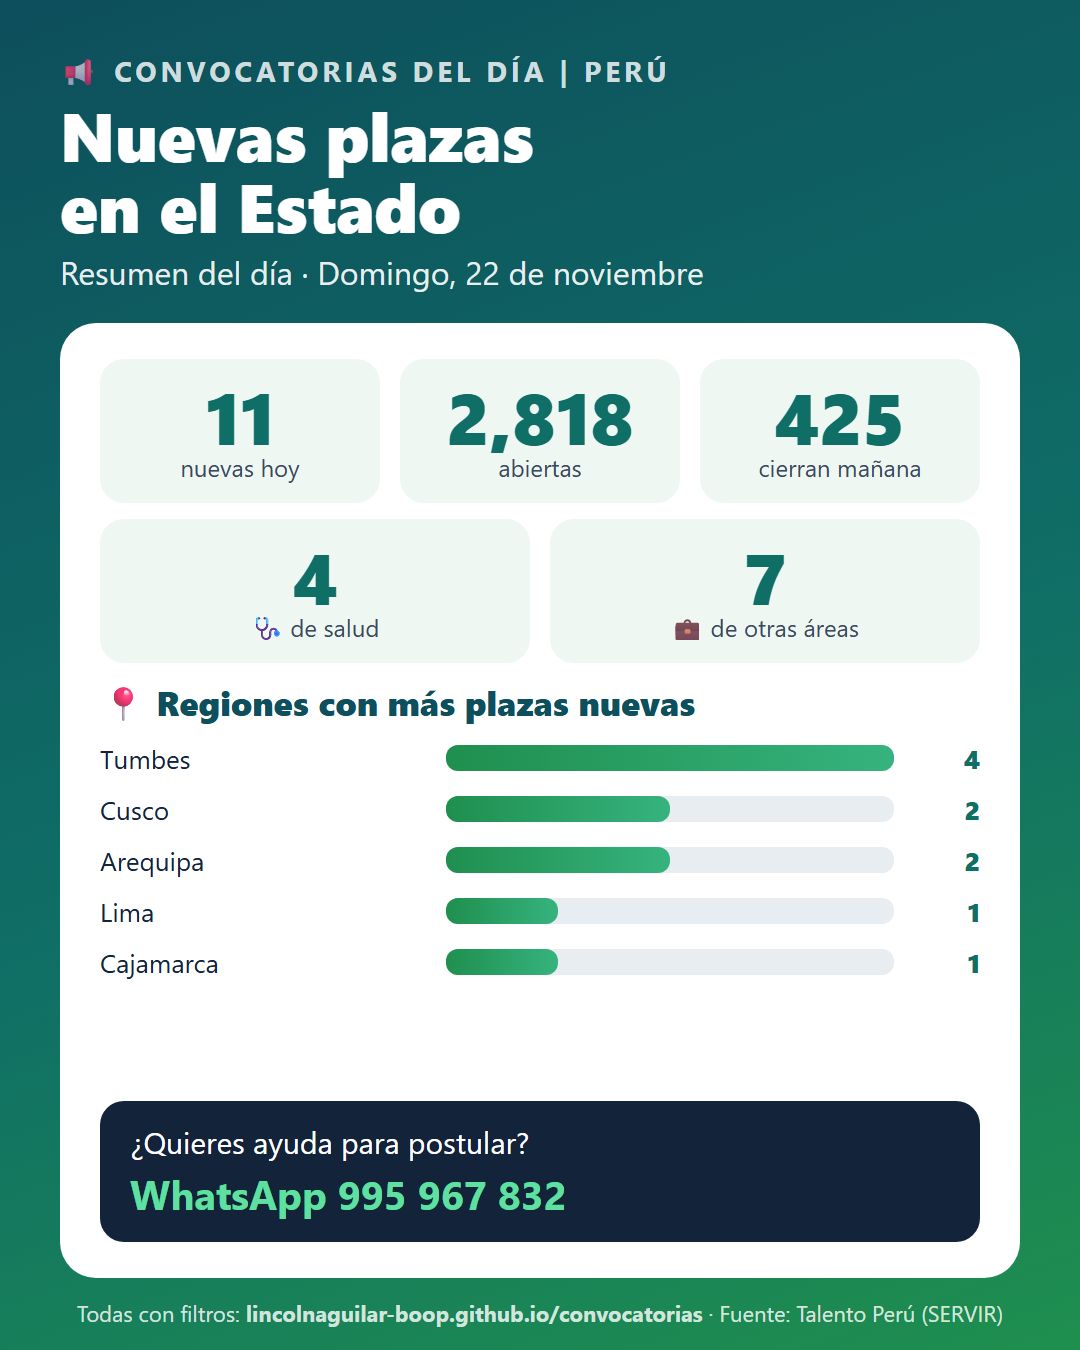 CONVOCATORIAS DEL DÍA | PERÚ
Nuevas plazas
en el Estado
Resumen del día · Domingo, 22 de noviembre
11
nuevas hoy
2,818
abiertas
425
cierran mañana
4
de salud
7
de otras áreas
Regiones con más plazas nuevas
Tumbes 4
Cusco 2
Arequipa 2
Lima 1
Cajamarca 1
¿Quieres ayuda para postular?
WhatsApp 995 967 832
Todas con filtros: lincolnaguilar-boop.github.io/convocatorias · Fuente: Talento Perú (SERVIR)